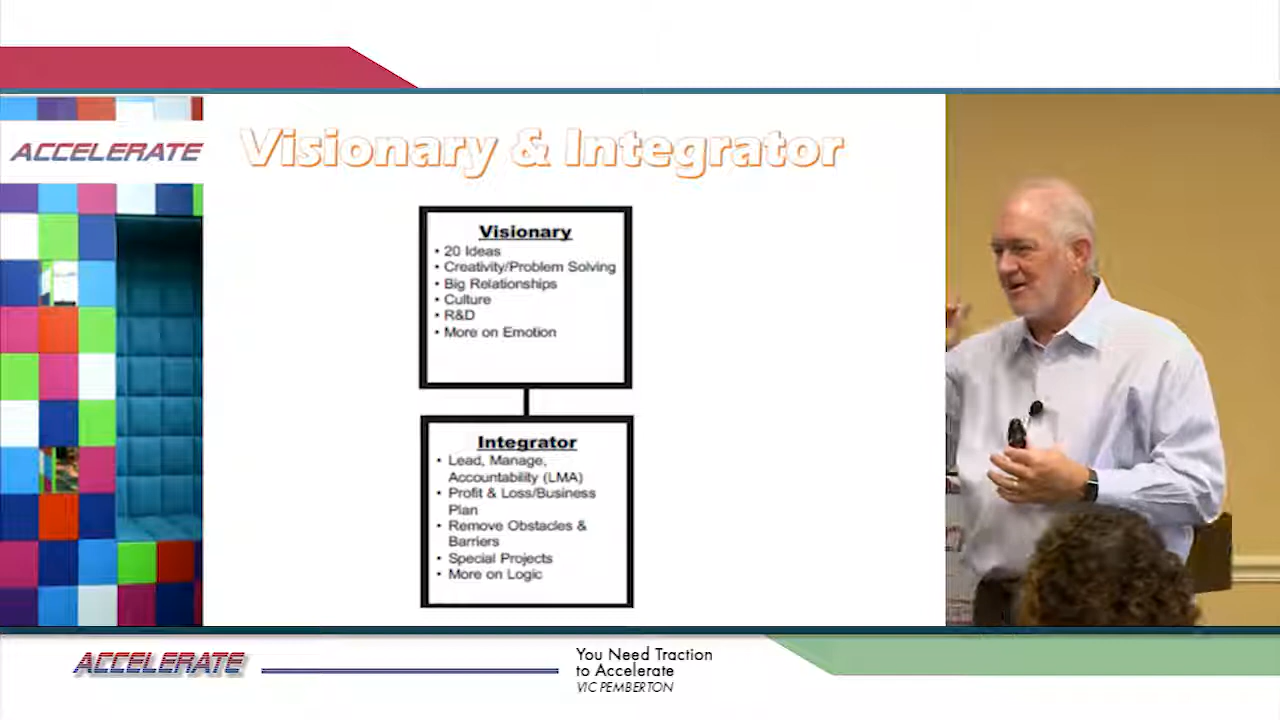 ACCELERATE
Visionary & Integrator
Visionary
• 20 Ideas
• Creativity/Problem Solving
• Big Relationships
• Culture
• R&D
• More on Emotion
Integrator
• Lead, Manage,
Accountability (LMA)
• Profit & Loss/Business
Plan
• Remove Obstacles &
Barriers
• Special Projects
• More on Logic
ACCELERATE
You Need Traction
to Accelerate
VIC PEMBERTON